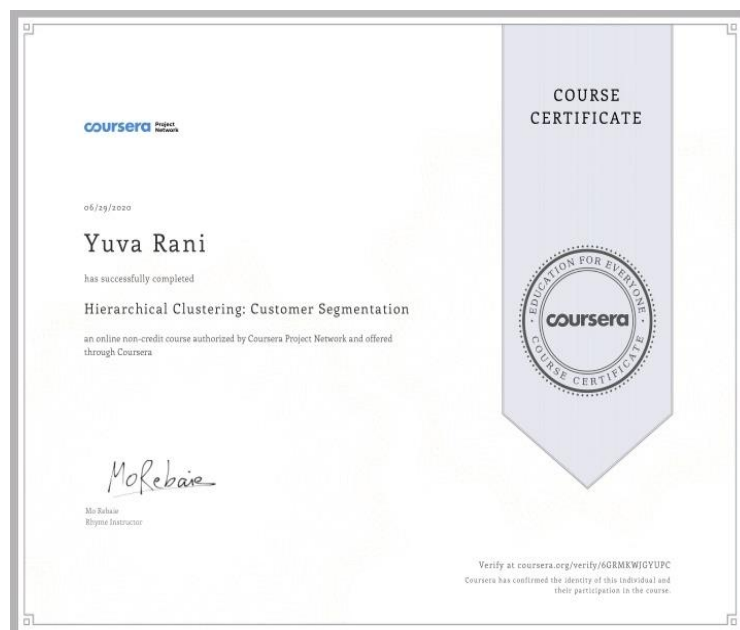 coursera Project Network
06/29/2020
Yuva Rani
has successfully completed
Hierarchical Clustering: Customer Segmentation
an online non-credit course authorized by Coursera Project Network and offered
through Coursera
MoRebaie
Mo Rebaie
Rhyme Instructor
COURSE
CERTIFICATE
EDUCATION FOR EVERYONE
coursera
COURSE CERTIFICATE
Verify at coursera.org/verify/6GRMKWJGYUPC
Coursera has confirmed the identity of this individual and
their participation in the course.